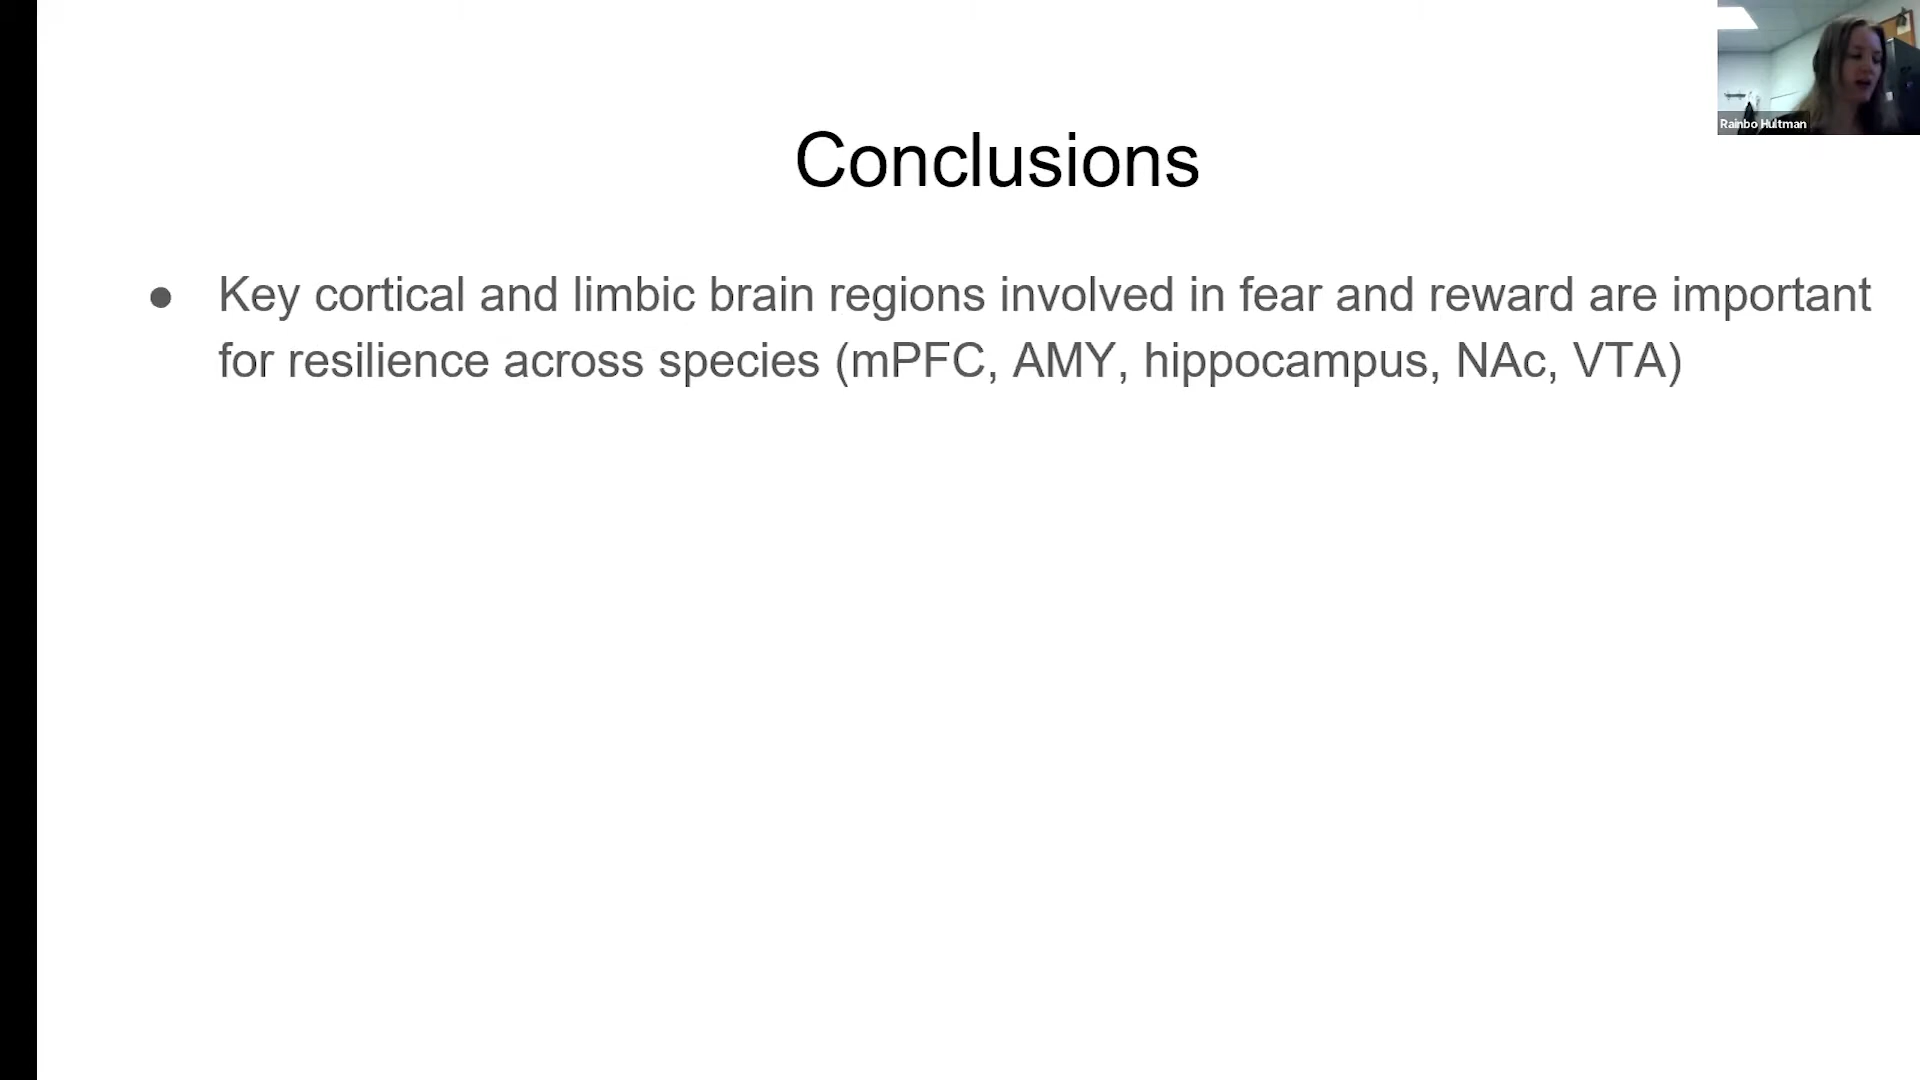 Rainbo Hultman
Conclusions
● Key cortical and limbic brain regions involved in fear and reward are important
for resilience across species (mPFC, AMY, hippocampus, NAc, VTA)